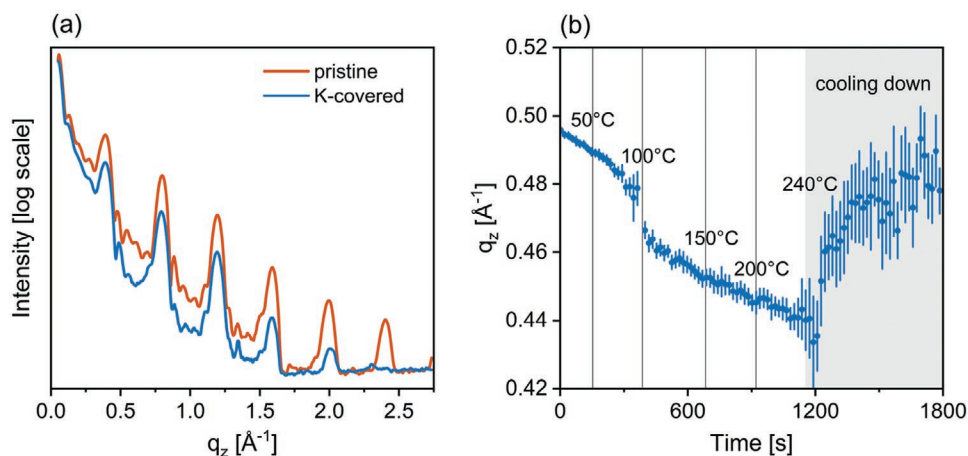 (a)
Intensity [log scale]
pristine
K-covered
0.0 0.5 1.0 1.5 2.0 2.5
q_z [Å⁻¹]
(b)
q_z [Å⁻¹]
0.52
0.50
0.48
0.46
0.44
0.42
50°C
100°C
150°C
200°C
240°C
cooling down
0 600 1200 1800
Time [s]